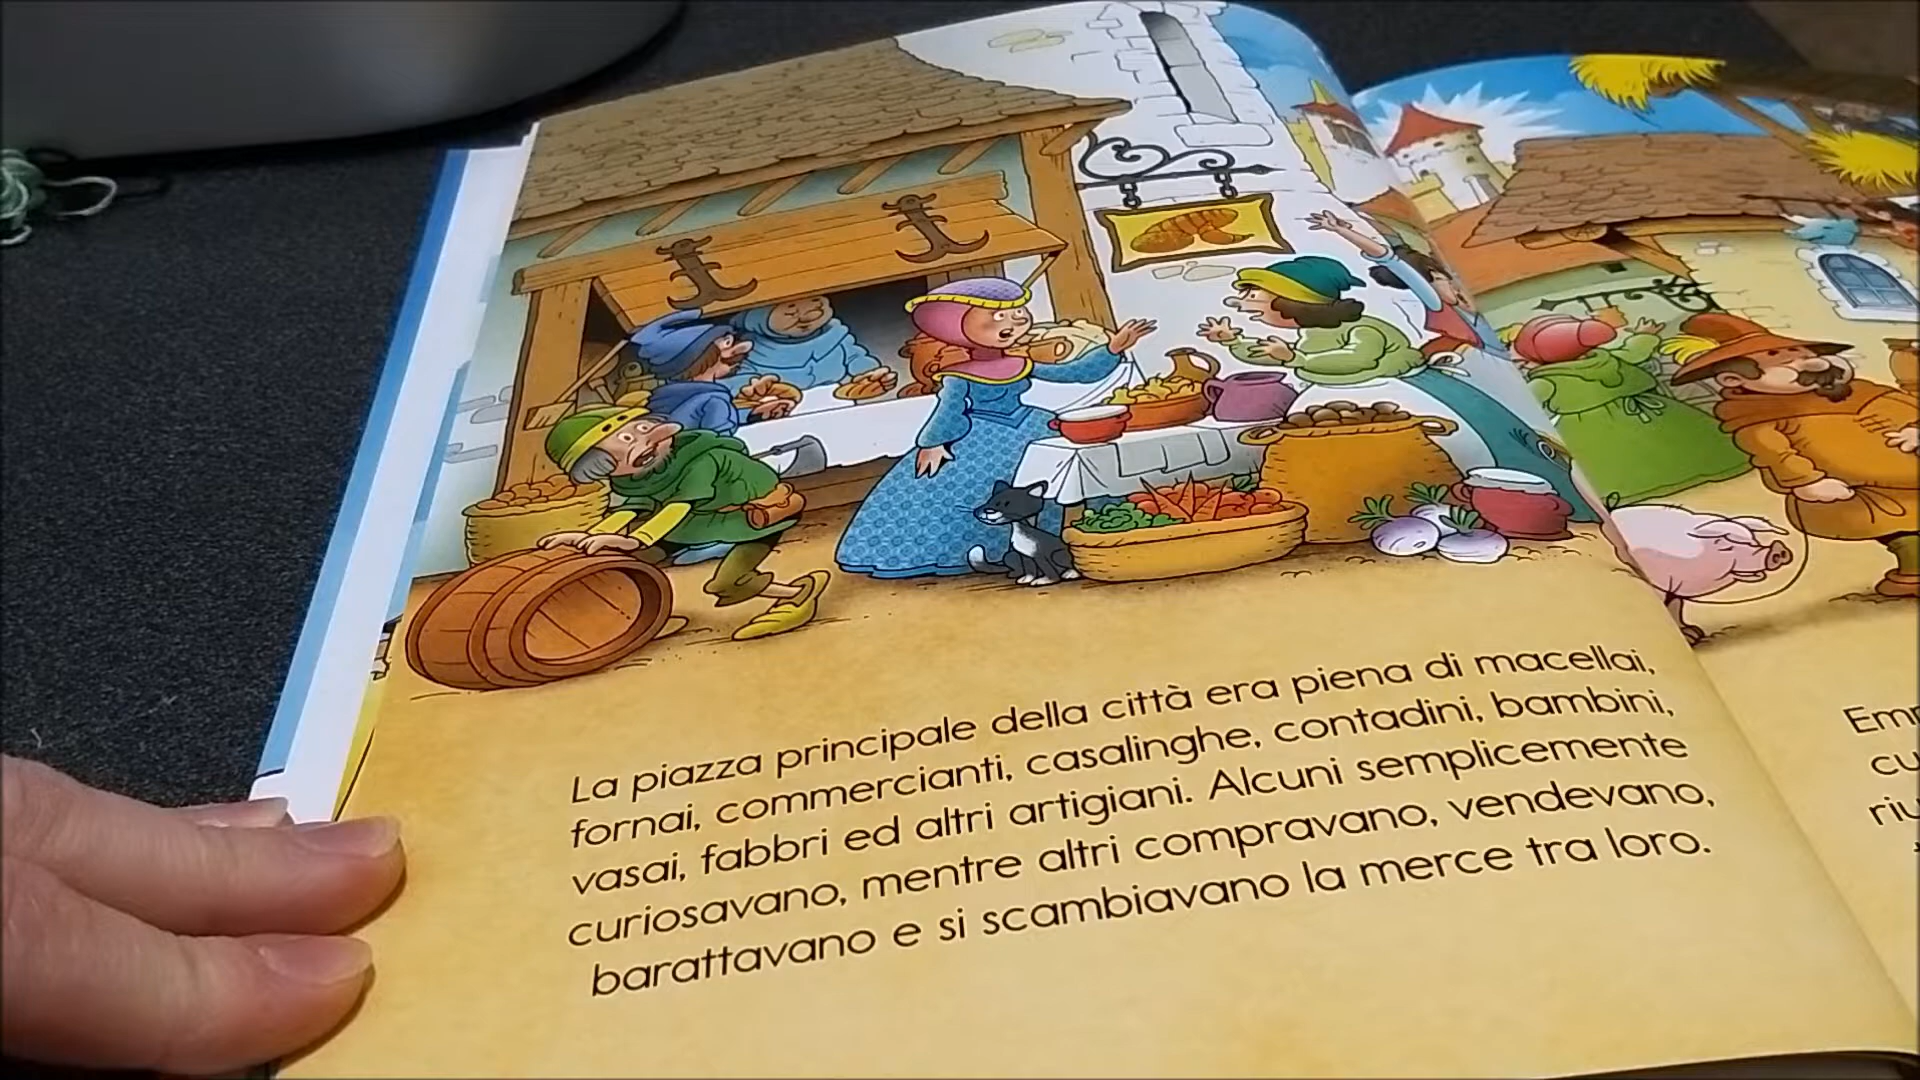 La piazza principale della città era piena di macellai,
fornai, commercianti, casalinghe, contadini, bambini,
vasai, fabbri ed altri artigiani. Alcuni semplicemente
curiosavano, mentre altri compravano, vendevano,
barattavano e si scambiavano la merce tra loro.